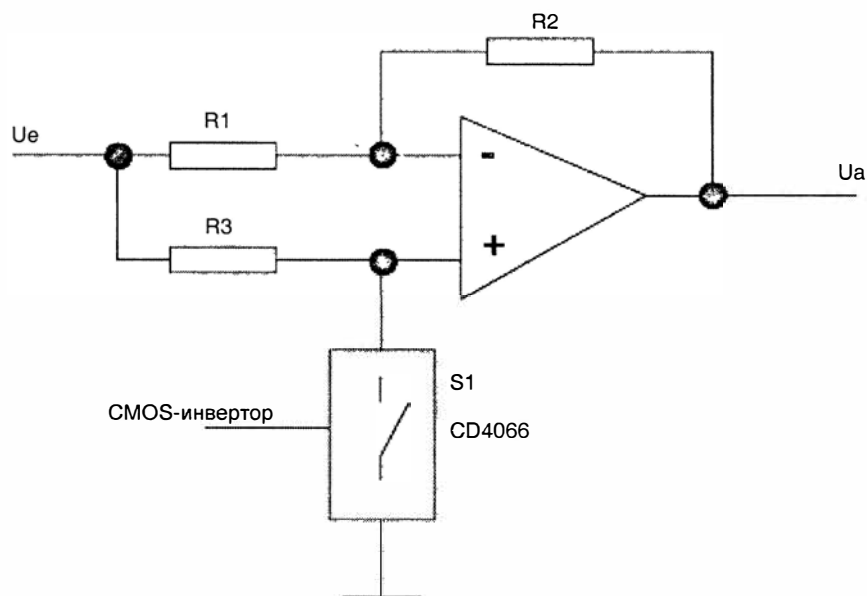 R2
Ue
R1
-
Ua
R3
+
S1
CMOS-инвертор
CD4066